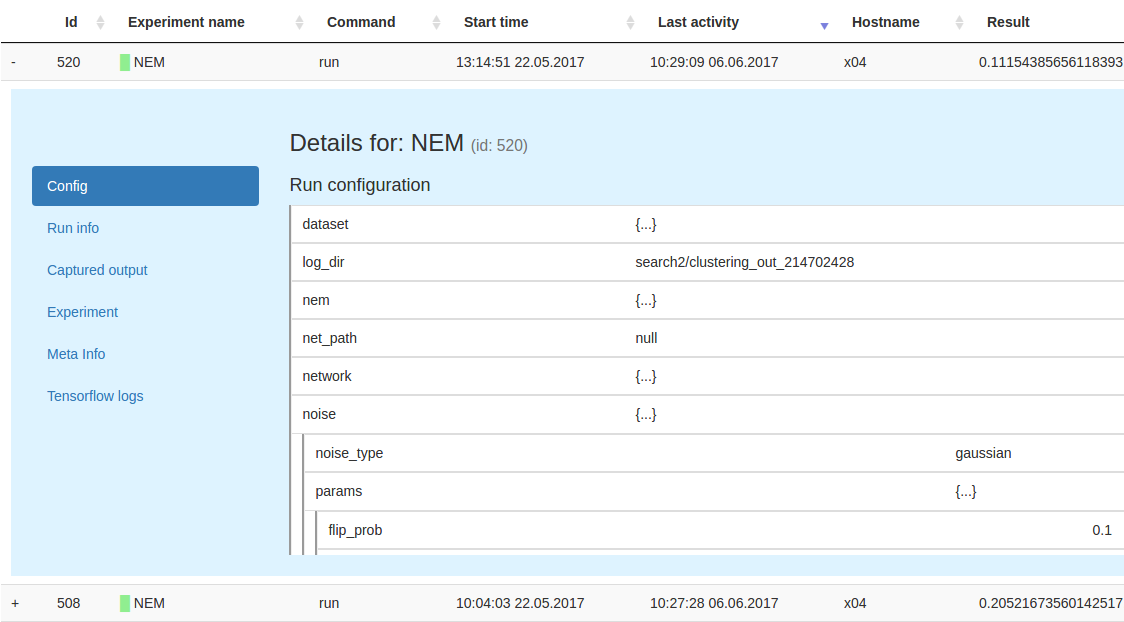 Id Experiment name Command Start time Last activity Hostname Result
- 520 NEM run 13:14:51 22.05.2017 10:29:09 06.06.2017 x04 0.11154385656118393
Details for: NEM (id: 520)
Config
Run info
Captured output
Experiment
Meta Info
Tensorflow logs
Run configuration
dataset {...}
log_dir search2/clustering_out_214702428
nem {...}
net_path null
network {...}
noise {...}
noise_type gaussian
params {...}
flip_prob 0.1
+ 508 NEM run 10:04:03 22.05.2017 10:27:28 06.06.2017 x04 0.20521673560142517